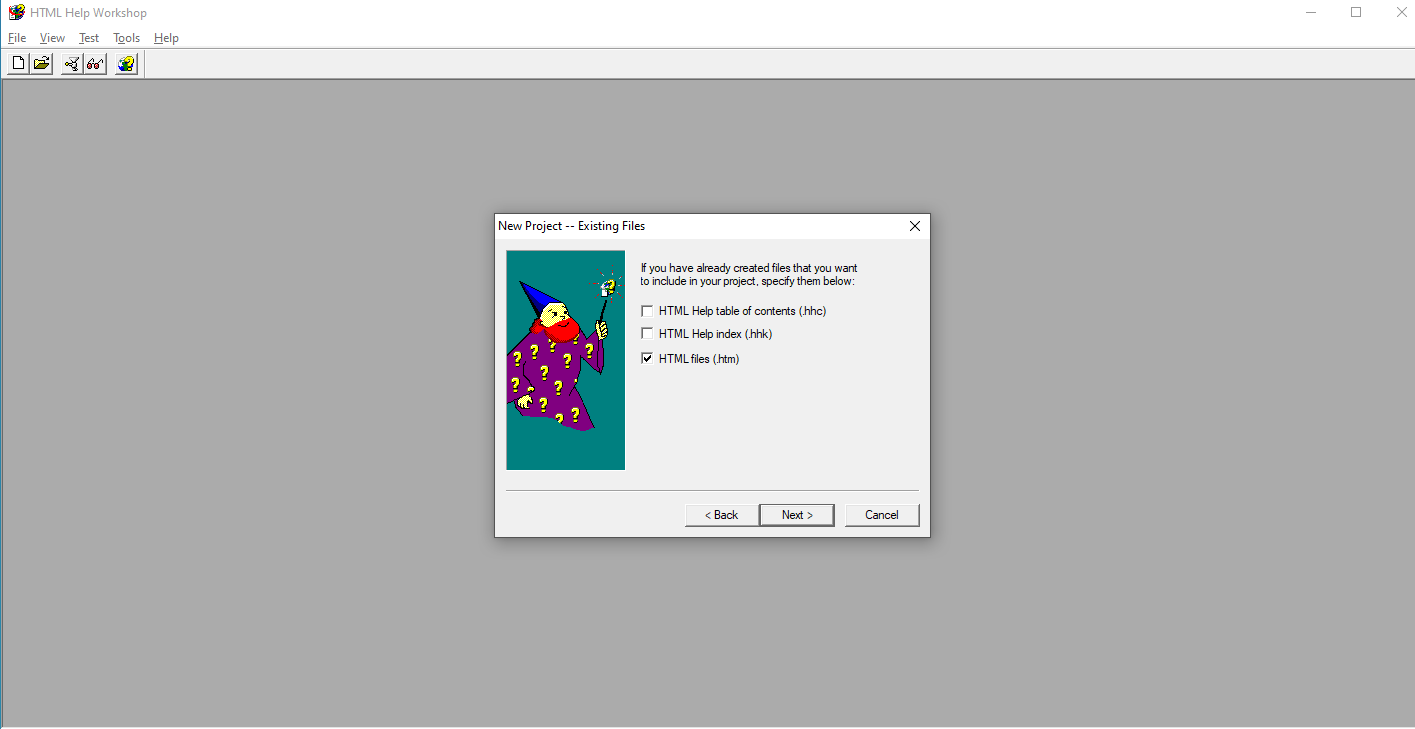 HTML Help Workshop
File View Test Tools Help
New Project -- Existing Files
If you have already created files that you want
to include in your project, specify them below:
HTML Help table of contents (.hhc)
HTML Help index (.hhk)
HTML files (.htm)
< Back Next > Cancel